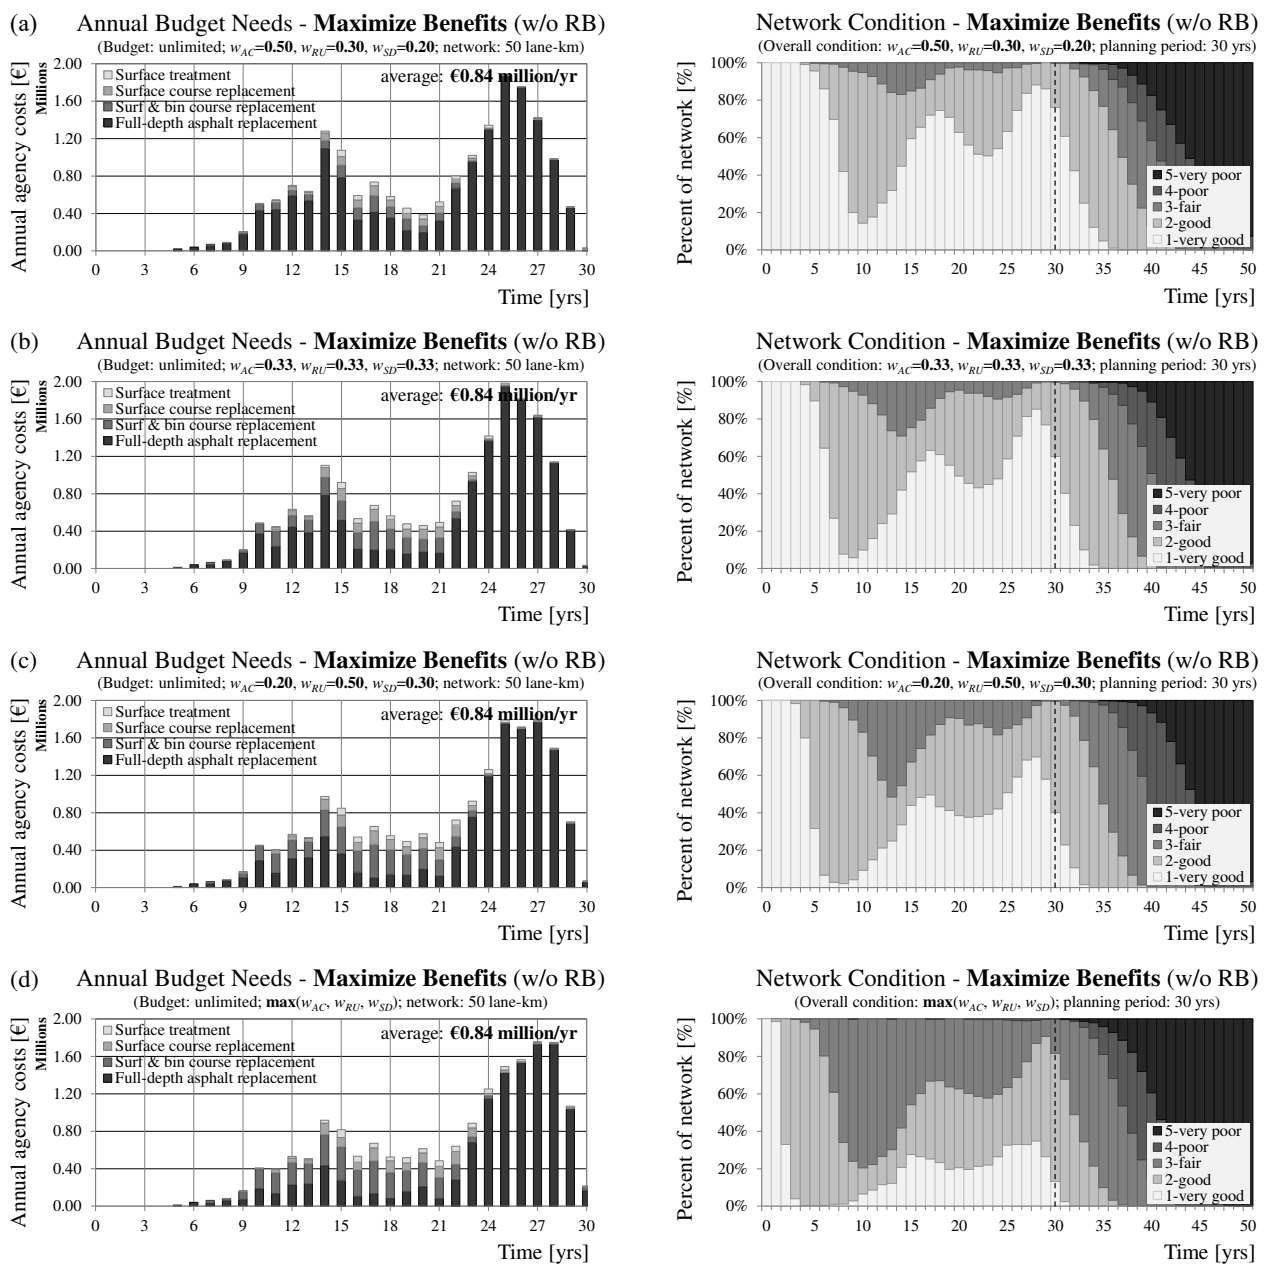 (a) Annual Budget Needs - Maximize Benefits (w/o RB)
(Budget: unlimited; wAC=0.50, wRU=0.30, wSD=0.20; network: 50 lane-km)
Annual agency costs [€]
Millions
2.00
1.60
1.20
0.80
0.40
0.00
average: €0.84 million/yr
Surface treatment
Surface course replacement
Surf & bin course replacement
Full-depth asphalt replacement
0 3 6 9 12 15 18 21 24 27 30
Time [yrs]
Network Condition - Maximize Benefits (w/o RB)
(Overall condition: wAC=0.50, wRU=0.30, wSD=0.20; planning period: 30 yrs)
Percent of network [%]
100%
80%
60%
40%
20%
0%
5-very poor
4-poor
3-fair
2-good
1-very good
0 5 10 15 20 25 30 35 40 45 50
Time [yrs]
(b) Annual Budget Needs - Maximize Benefits (w/o RB)
(Budget: unlimited; wAC=0.33, wRU=0.33, wSD=0.33; network: 50 lane-km)
Annual agency costs [€]
Millions
2.00
1.60
1.20
0.80
0.40
0.00
average: €0.84 million/yr
Surface treatment
Surface course replacement
Surf & bin course replacement
Full-depth asphalt replacement
0 3 6 9 12 15 18 21 24 27 30
Time [yrs]
Network Condition - Maximize Benefits (w/o RB)
(Overall condition: wAC=0.33, wRU=0.33, wSD=0.33; planning period: 30 yrs)
Percent of network [%]
100%
80%
60%
40%
20%
0%
5-very poor
4-poor
3-fair
2-good
1-very good
0 5 10 15 20 25 30 35 40 45 50
Time [yrs]
(c) Annual Budget Needs - Maximize Benefits (w/o RB)
(Budget: unlimited; wAC=0.20, wRU=0.50, wSD=0.30; network: 50 lane-km)
Annual agency costs [€]
Millions
2.00
1.60
1.20
0.80
0.40
0.00
average: €0.84 million/yr
Surface treatment
Surface course replacement
Surf & bin course replacement
Full-depth asphalt replacement
0 3 6 9 12 15 18 21 24 27 30
Time [yrs]
Network Condition - Maximize Benefits (w/o RB)
(Overall condition: wAC=0.20, wRU=0.50, wSD=0.30; planning period: 30 yrs)
Percent of network [%]
100%
80%
60%
40%
20%
0%
5-very poor
4-poor
3-fair
2-good
1-very good
0 5 10 15 20 25 30 35 40 45 50
Time [yrs]
(d) Annual Budget Needs - Maximize Benefits (w/o RB)
(Budget: unlimited; max(wAC, wRU, wSD); network: 50 lane-km)
Annual agency costs [€]
Millions
2.00
1.60
1.20
0.80
0.40
0.00
average: €0.84 million/yr
Surface treatment
Surface course replacement
Surf & bin course replacement
Full-depth asphalt replacement
0 3 6 9 12 15 18 21 24 27 30
Time [yrs]
Network Condition - Maximize Benefits (w/o RB)
(Overall condition: max(wAC, wRU, wSD); planning period: 30 yrs)
Percent of network [%]
100%
80%
60%
40%
20%
0%
5-very poor
4-poor
3-fair
2-good
1-very good
0 5 10 15 20 25 30 35 40 45 50
Time [yrs]